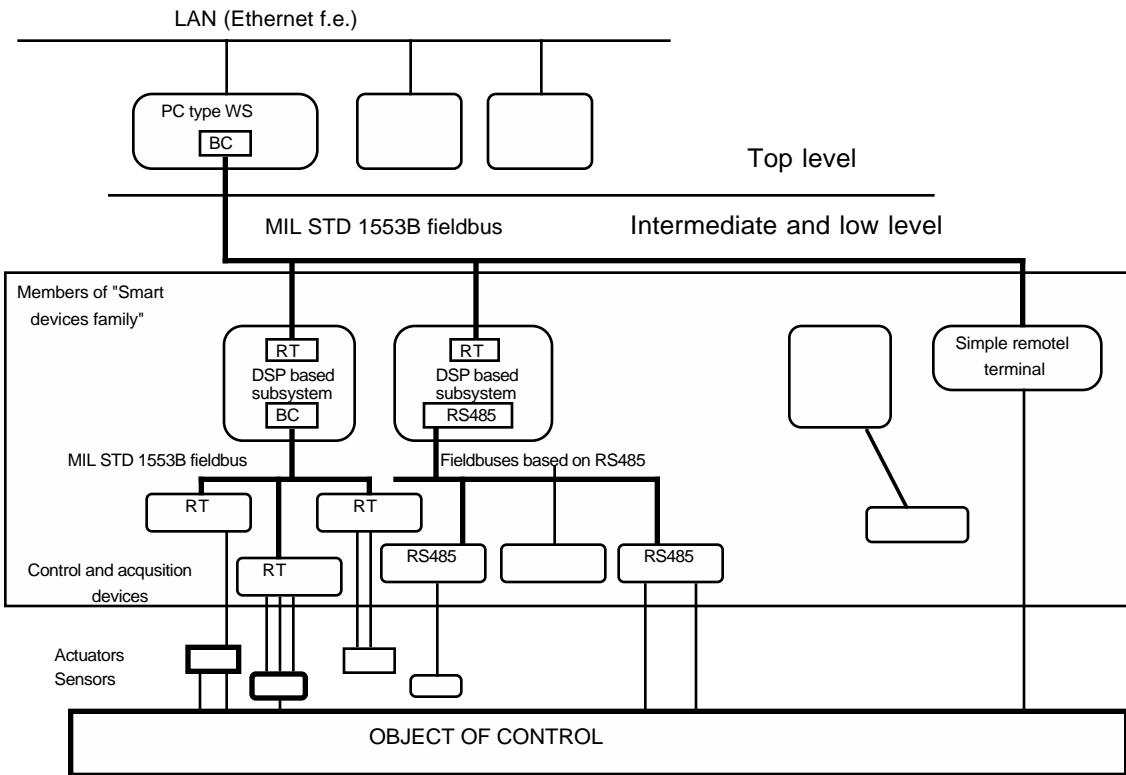 LAN (Ethernet f.e.)
PC type WS
BC
Top level
MIL STD 1553B fieldbus
Intermediate and low level
Members of "Smart
devices family"
RT
DSP based
subsystem
BC
RT
DSP based
subsystem
RS485
Simple remotel
terminal
MIL STD 1553B fieldbus
Fieldbuses based on RS485
RT
RT
RT
RS485
RS485
Control and acqusition
devices
Actuators
Sensors
OBJECT OF CONTROL